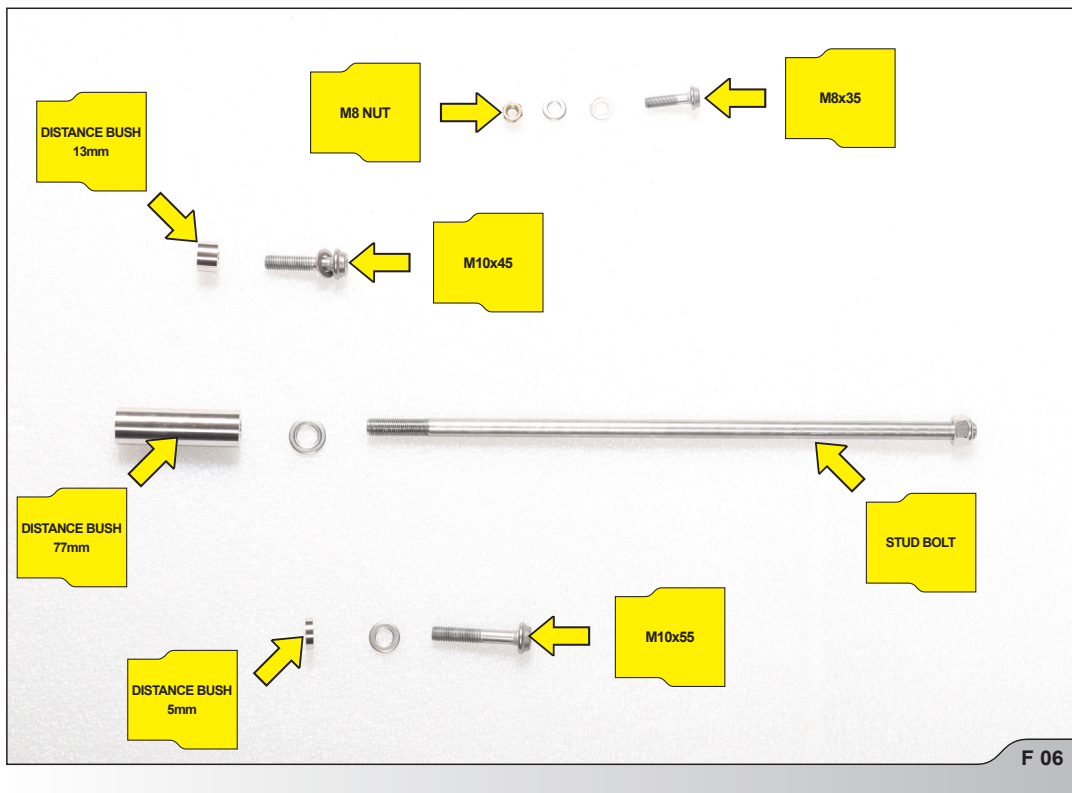 M8 NUT
M8x35
DISTANCE BUSH
13mm
M10x45
DISTANCE BUSH
77mm
STUD BOLT
M10x55
DISTANCE BUSH
5mm
F 06